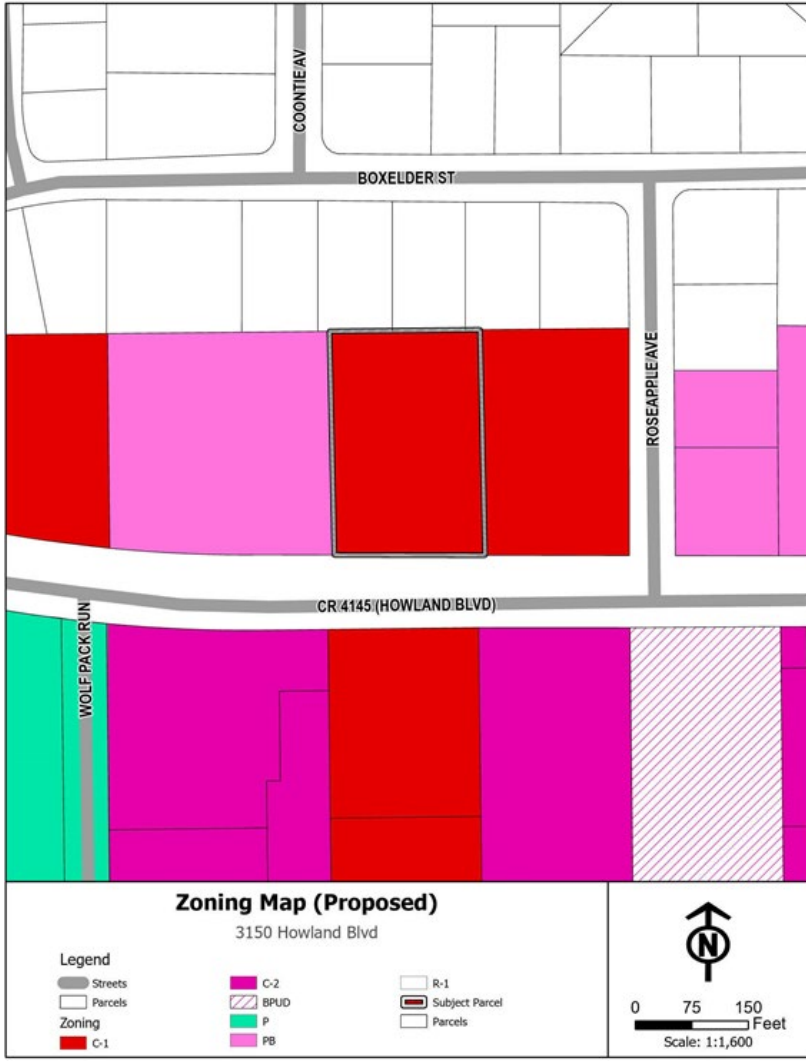 COONTIE AV
BOXELDER ST
ROSEAPPLE AVE
CR 4145 (HOWLAND BLVD)
WOLF PACK RUN
Zoning Map (Proposed)
3150 Howland Blvd
Legend
Streets
Parcels
Zoning
C-1
C-2
BPUD
P
PB
R-1
Subject Parcel
Parcels
N
0 75 150
Feet
Scale: 1:1,600